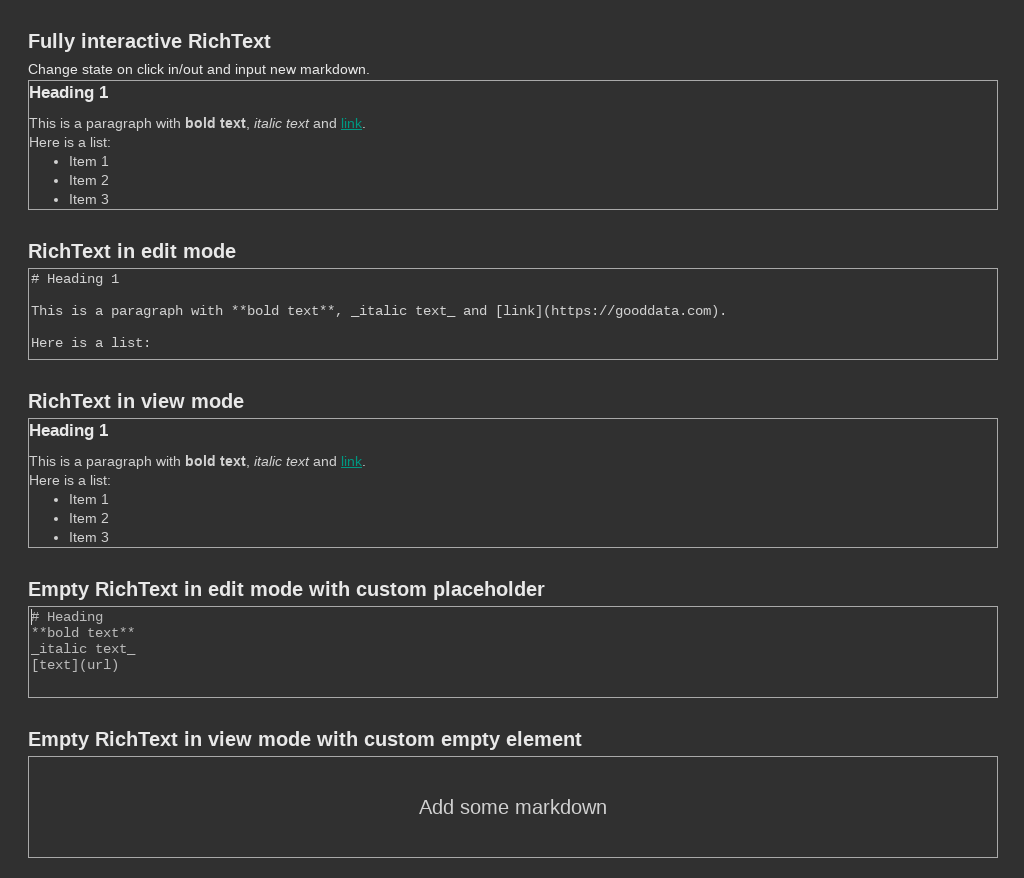 Fully interactive RichText
Change state on click in/out and input new markdown.
Heading 1
This is a paragraph with bold text, italic text and link.
Here is a list:
• Item 1
• Item 2
• Item 3
RichText in edit mode
# Heading 1
This is a paragraph with **bold text**, _italic text_ and [link](https://gooddata.com).
Here is a list:
RichText in view mode
Heading 1
This is a paragraph with bold text, italic text and link.
Here is a list:
• Item 1
• Item 2
• Item 3
Empty RichText in edit mode with custom placeholder
# Heading
**bold text**
_italic text_
[text](url)
Empty RichText in view mode with custom empty element
Add some markdown